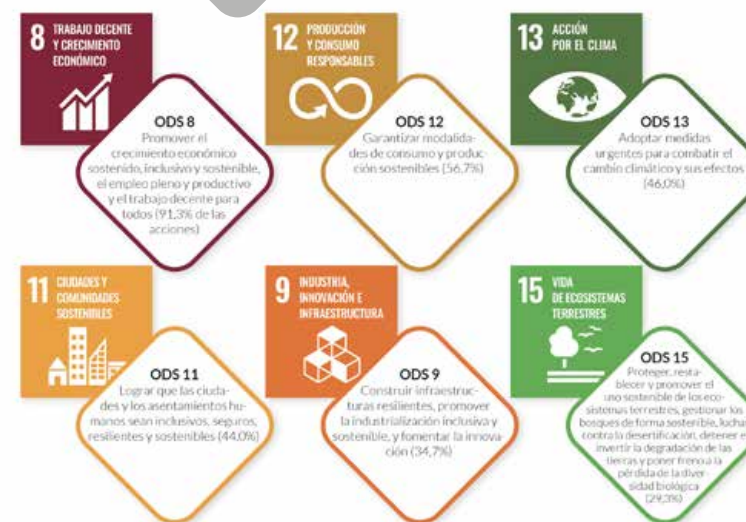 8 TRABAJO DECENTE
Y CRECIMIENTO
ECONÓMICO
ODS 8
Promover el
crecimiento económico
sostenido, inclusivo y sostenible,
el empleo pleno y productivo
y el trabajo decente para
todos (91,3% de las
acciones)
12 PRODUCCIÓN
Y CONSUMO
RESPONSABLES
ODS 12
Garantizar modalida-
des de consumo y produc-
ción sostenibles (56,7%)
13 ACCIÓN
POR EL CLIMA
ODS 13
Adoptar medidas
urgentes para combatir el
cambio climático y sus efectos
(46,0%)
11 CIUDADES Y
COMUNIDADES
SOSTENIBLES
ODS 11
Lograr que las ciuda-
des y los asentamientos hu-
manos sean inclusivos, seguros,
resilientes y sostenibles (44,0%)
9 INDUSTRIA,
INNOVACIÓN E
INFRAESTRUCTURA
ODS 9
Construir infraestruc-
turas resilientes, promover
la industrialización inclusiva y
sostenible, y fomentar la innova-
ción (34,7%)
15 VIDA
DE ECOSISTEMAS
TERRESTRES
ODS 15
Proteger, resta-
blecer y promover el
uso sostenible de los eco-
sistemas terrestres, gestionar los
bosques de forma sostenible, luchar
contra la desertificación, detener e
invertir la degradación de las
tierras y poner freno a la
pérdida de la diver-
sidad biológica
(29,3%)